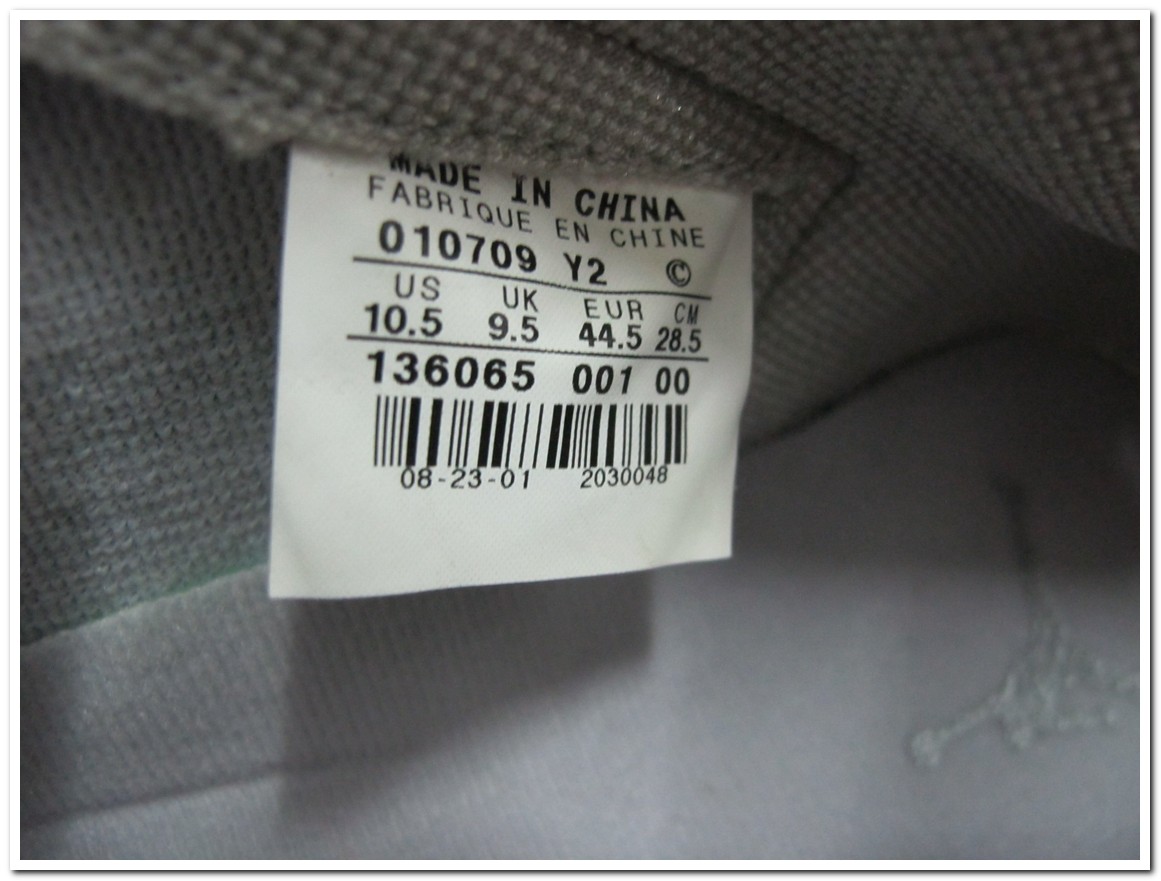 MADE IN CHINA
FABRIQUE EN CHINE
010709 Y2 ©
US UK EUR CM
10.5 9.5 44.5 28.5
136065 001 00
08-23-01 2030048